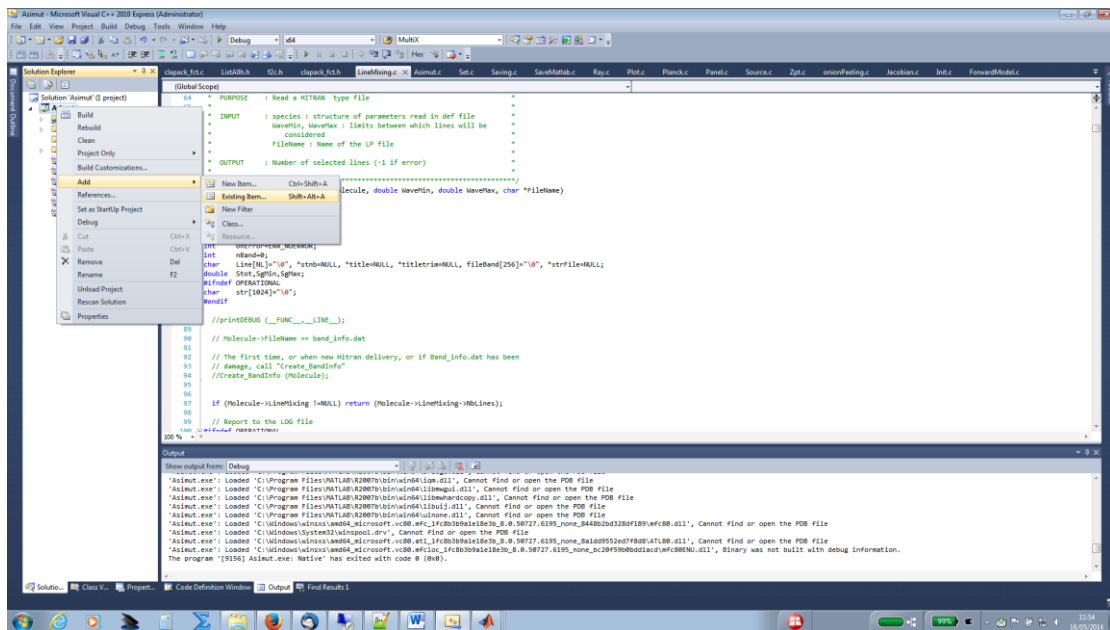 Asimut - Microsoft Visual C++ 2010 Express (Administrator)
File Edit View Project Build Debug Tools Window Help
Debug x64 MultiX
Hex
Solution Explorer
clapack_fct.c ListAllh.h f2c.h clapack_fct.h LineMixing.c Asimut.c Set.c Saving.c SaveMatlab.c Ray.c Plot.c Planck.c Panel.c Source.c Zpt.c onionPeeling.c Jacobian.c Init.c ForwardModel.c
(Global Scope)
Document Outline
Solution 'Asimut' (1 project)
Build
Rebuild
Clean
Project Only
Build Customizations...
Add
References...
Set as StartUp Project
Debug
Cut Ctrl+X
Paste Ctrl+V
Remove Del
Rename F2
Unload Project
Rescan Solution
Properties
New Item... Ctrl+Shift+A
Existing Item... Shift+Alt+A
New Filter
Class...
Resource...
64 * PURPOSE : Read a HITRAN type file *
* INPUT : species : structure of parameters read in def file *
* WaveMin, WaveMax : limits between which lines will be *
* considered *
* FileName : Name of the LP file *
* OUTPUT : Number of selected lines (-1 if error) *
lecule, double WaveMin, double WaveMax, char *FileName)
int onError=ERR_NOERROR;
int nBand=0;
char Line[NL]="\0", *stnb=NULL, *title=NULL, *titletrim=NULL, fileBand[256]="\0", *strFile=NULL;
double Stot,SgMin,SgMax;
#ifndef OPERATIONAL
char str[1024]="\0";
#endif
//printDEBUG (__FUNC__,__LINE__);
89
90 // Molecule->FileName == band_info.dat
91
92 // The first time, or when new Hitran delivery, or if Band_info.dat has been
93 // damage, call "Create_BandInfo"
94 //Create_BandInfo (Molecule);
95
96
97 if (Molecule->LineMixing !=NULL) return (Molecule->LineMixing->NbLines);
98
99 // Report to the LOG file
100 #ifndef OPERATIONAL
100 %
Output
Show output from: Debug
'Asimut.exe': Loaded 'C:\Program Files\MATLAB\R2007b\bin\win64\iqm.dll', Cannot find or open the PDB file
'Asimut.exe': Loaded 'C:\Program Files\MATLAB\R2007b\bin\win64\libmwgui.dll', Cannot find or open the PDB file
'Asimut.exe': Loaded 'C:\Program Files\MATLAB\R2007b\bin\win64\libmwhardcopy.dll', Cannot find or open the PDB file
'Asimut.exe': Loaded 'C:\Program Files\MATLAB\R2007b\bin\win64\libuij.dll', Cannot find or open the PDB file
'Asimut.exe': Loaded 'C:\Program Files\MATLAB\R2007b\bin\win64\uinone.dll', Cannot find or open the PDB file
'Asimut.exe': Loaded 'C:\Windows\winsxs\amd64_microsoft.vc80.mfc_1fc8b3b9a1e18e3b_8.0.50727.6195_none_8448b2bd328df189\mfc80.dll', Cannot find or open the PDB file
'Asimut.exe': Loaded 'C:\Windows\System32\winspool.drv', Cannot find or open the PDB file
'Asimut.exe': Loaded 'C:\Windows\winsxs\amd64_microsoft.vc80.atl_1fc8b3b9a1e18e3b_8.0.50727.6195_none_8a1dd9552ed7f8d8\ATL80.dll', Cannot find or open the PDB file
'Asimut.exe': Loaded 'C:\Windows\winsxs\amd64_microsoft.vc80.mfcloc_1fc8b3b9a1e18e3b_8.0.50727.6195_none_bc20f59b0bdd1acd\mfc80ENU.dll', Binary was not built with debug information.
The program '[9156] Asimut.exe: Native' has exited with code 0 (0x0).
Solutio... Class V... Propert... Code Definition Window Output Find Results 1
99%
11:54
16/05/2014